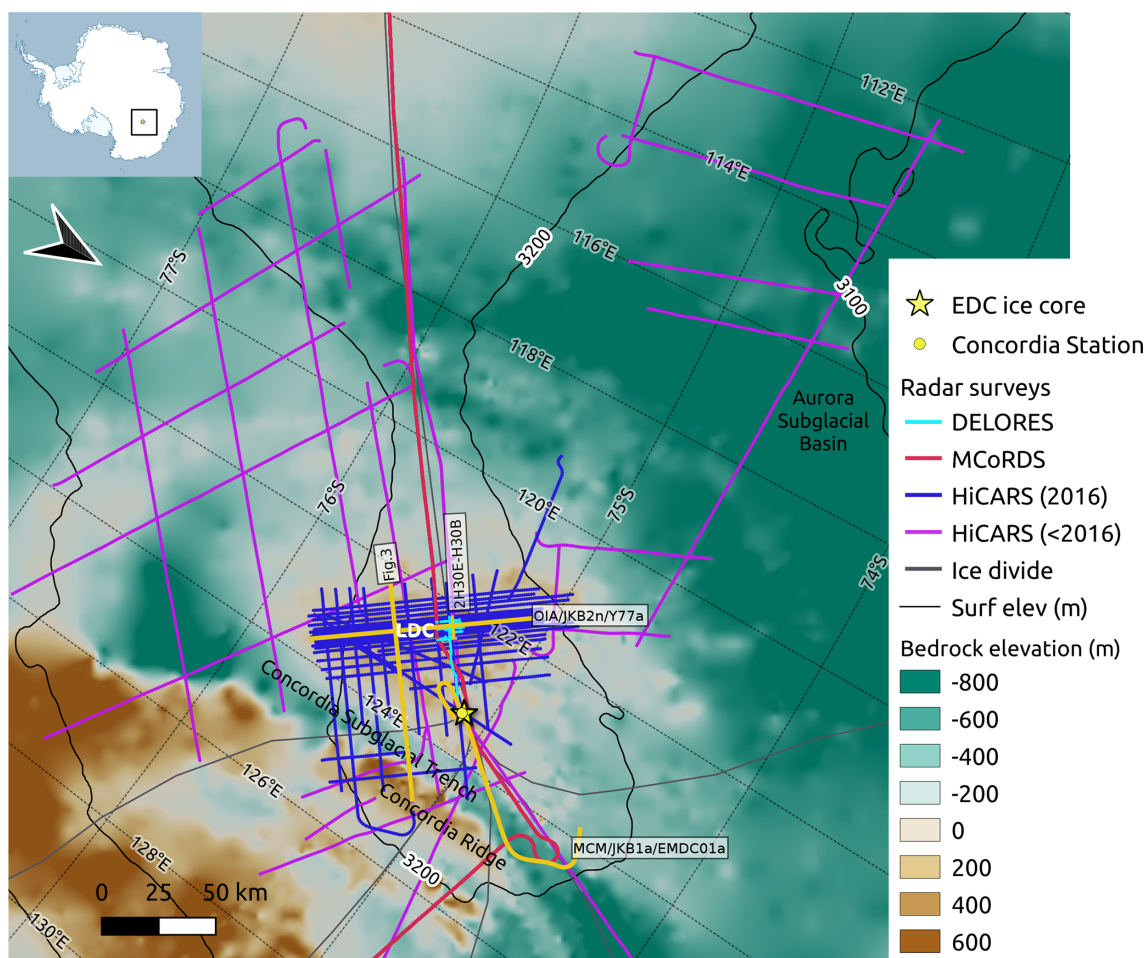 112°E
114°E
116°E
3200
77°S
3100
118°E
Aurora
Subglacial
Basin
76°S
120°E
75°S
74°S
Fig.3
2H30E-H30B
OIA/JKB2n/Y77a
LDC
122°E
Concordia Subglacial Trench
124°E
126°E
Concordia Ridge
MCM/JKB1a/EMDC01a
128°E
3200
0 25 50 km
130°E
EDC ice core
Concordia Station
Radar surveys
DELORES
MCoRDS
HiCARS (2016)
HiCARS (<2016)
Ice divide
Surf elev (m)
Bedrock elevation (m)
-800
-600
-400
-200
0
200
400
600